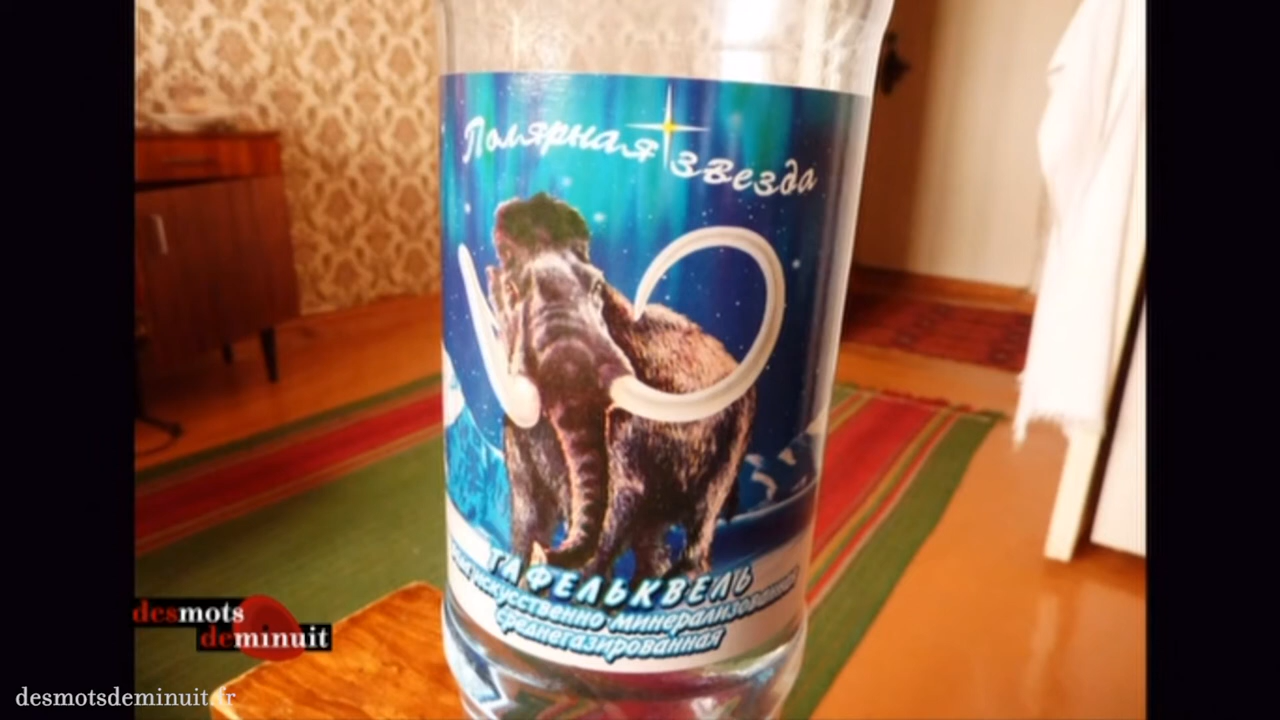 Полярная звезда
ТАФЕЛЬКВЕЛЬ
искусственно минерализованная
среднегазированная
desmots
deminuit
desmotsdeminuit.fr